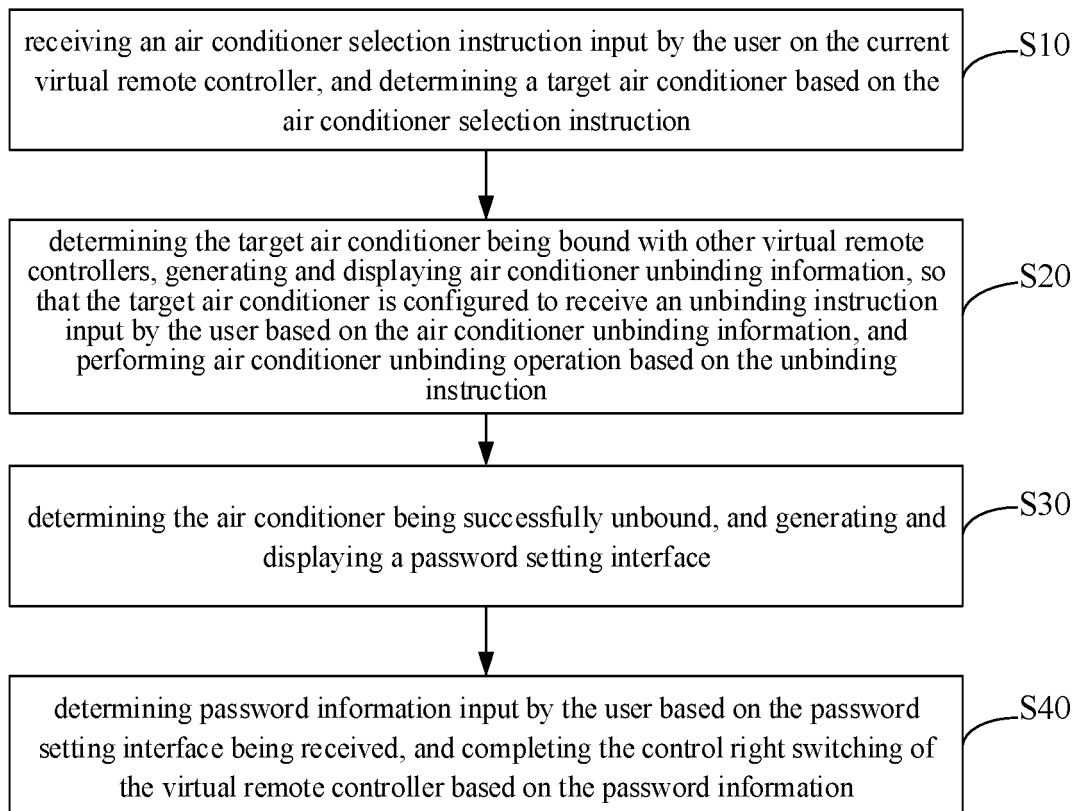 receiving an air conditioner selection instruction input by the user on the current
virtual remote controller, and determining a target air conditioner based on the
air conditioner selection instruction
S10
determining the target air conditioner being bound with other virtual remote
controllers, generating and displaying air conditioner unbinding information, so
that the target air conditioner is configured to receive an unbinding instruction
input by the user based on the air conditioner unbinding information, and
performing air conditioner unbinding operation based on the unbinding
instruction
S20
determining the air conditioner being successfully unbound, and generating and
displaying a password setting interface
S30
determining password information input by the user based on the password
setting interface being received, and completing the control right switching of
the virtual remote controller based on the password information
S40